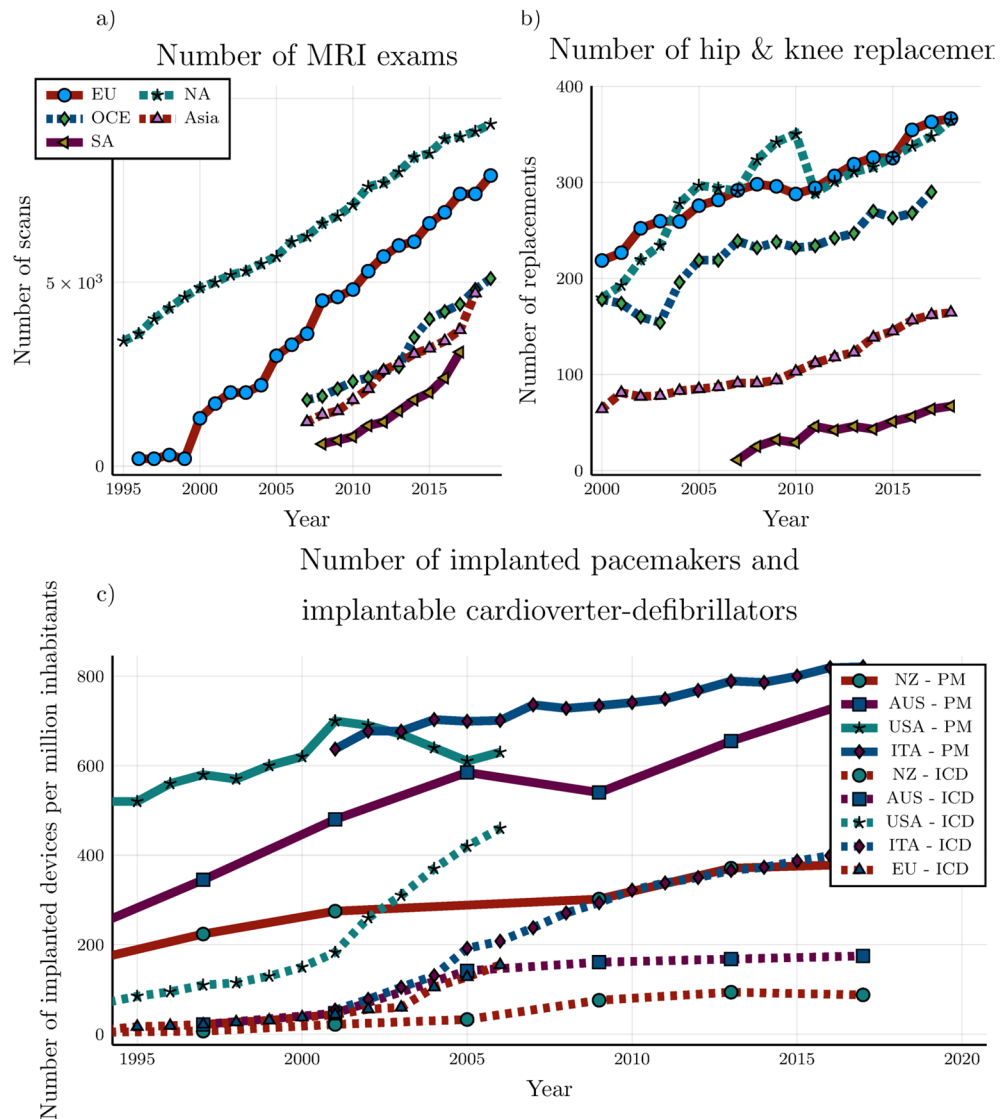 a)
Number of MRI exams
EU
NA
OCE
Asia
SA
Number of scans
5 × 10³
0
1995
2000
2005
2010
2015
Year
b)
Number of hip & knee replacemen
Number of replacements
400
300
200
100
0
2000
2005
2010
2015
Year
c)
Number of implanted pacemakers and
implantable cardioverter-defibrillators
Number of implanted devices per million inhabitants
800
600
400
200
0
1995
2000
2005
2010
2015
2020
Year
NZ - PM
AUS - PM
USA - PM
ITA - PM
NZ - ICD
AUS - ICD
USA - ICD
ITA - ICD
EU - ICD